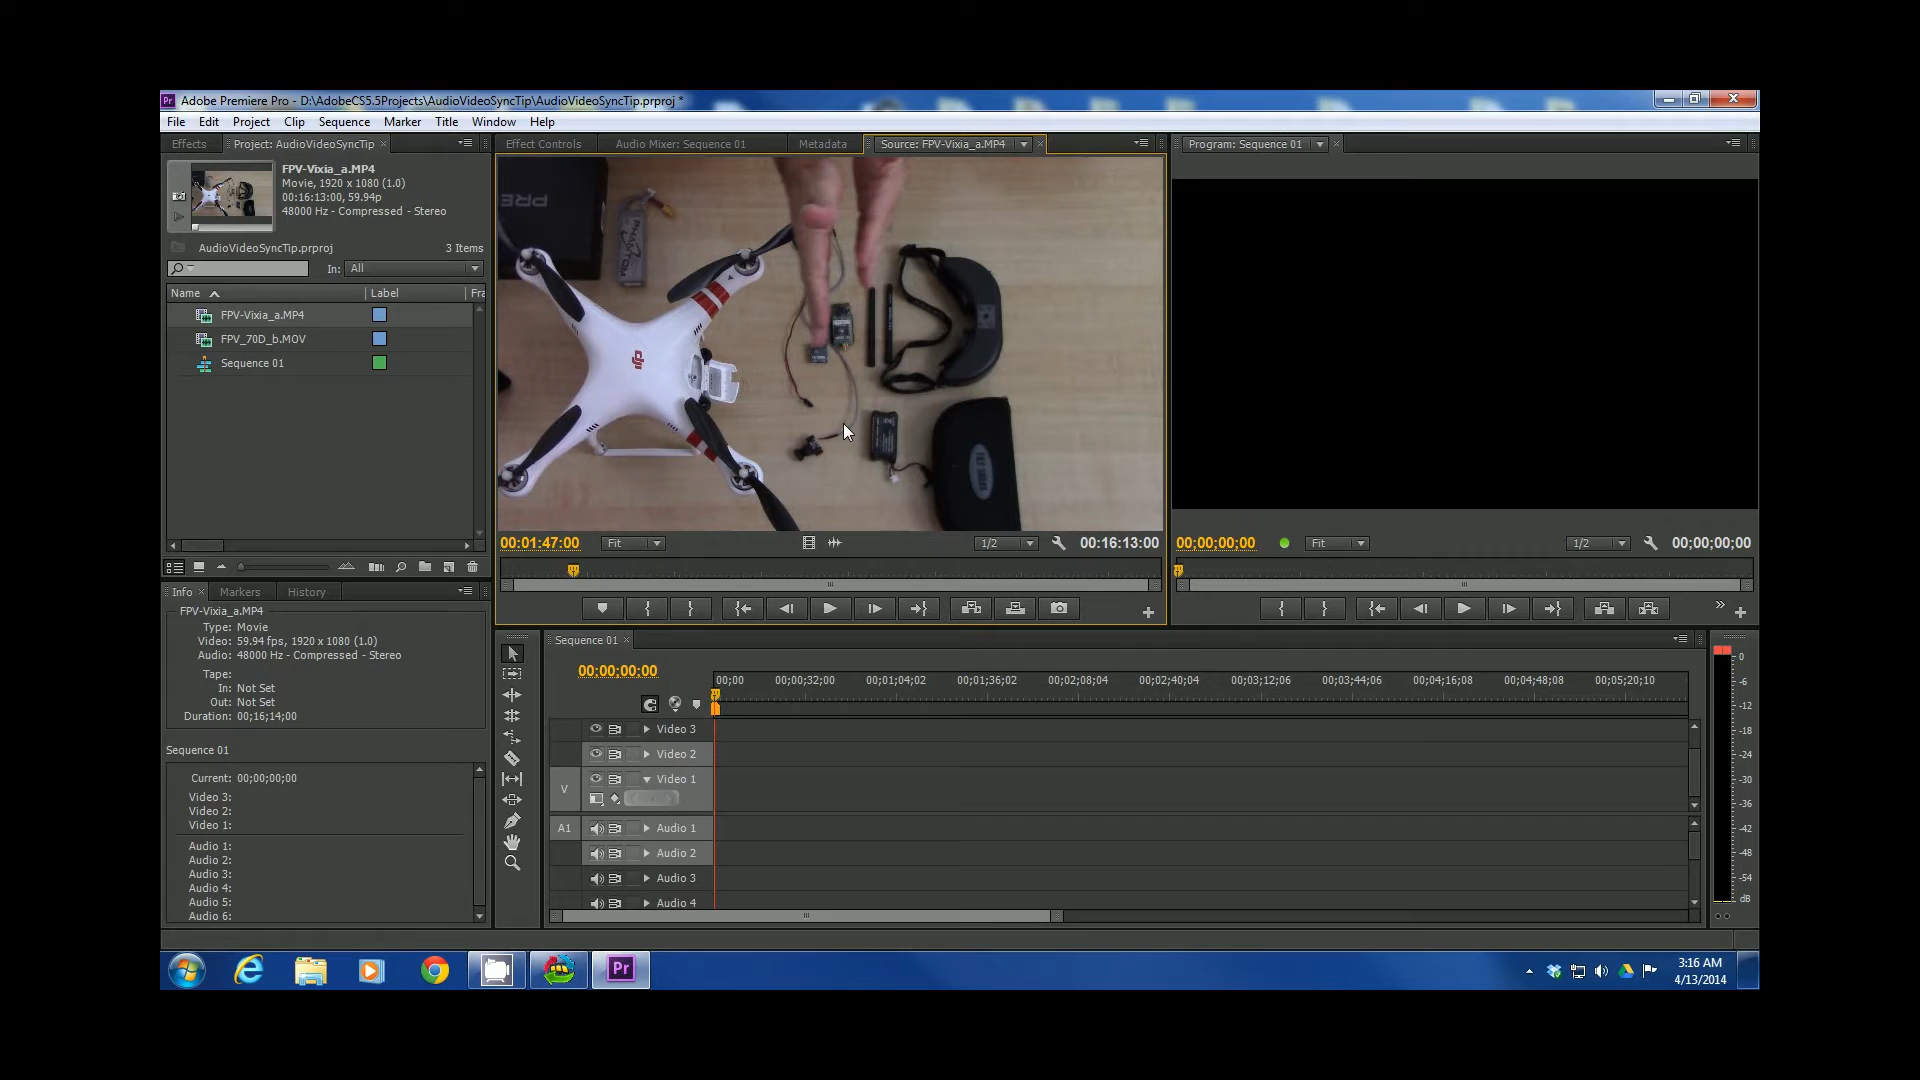 Pr Adobe Premiere Pro - D:\AdobeCS5.5Projects\AudioVideoSyncTip\AudioVideoSyncTip.prproj *
File Edit Project Clip Sequence Marker Title Window Help
Effects Project: AudioVideoSyncTip
FPV-Vixia_a.MP4
Movie, 1920 x 1080 (1.0)
00:16:13:00, 59.94p
48000 Hz - Compressed - Stereo
AudioVideoSyncTip.prproj 3 Items
In: All
Name Label Fra
FPV-Vixia_a.MP4
FPV_70D_b.MOV
Sequence 01
Effect Controls Audio Mixer: Sequence 01 Metadata Source: FPV-Vixia_a.MP4
PRE
PHANTOM
dji
FAT SHARK
00:01:47:00 Fit 1/2 00:16:13:00
Program: Sequence 01
00;00;00;00 Fit 1/2 00;00;00;00
Info Markers History
FPV-Vixia_a.MP4
Type: Movie
Video: 59.94 fps, 1920 x 1080 (1.0)
Audio: 48000 Hz - Compressed - Stereo
Tape:
In: Not Set
Out: Not Set
Duration: 00;16;14;00
Sequence 01
Current: 00;00;00;00
Video 3:
Video 2:
Video 1:
Audio 1:
Audio 2:
Audio 3:
Audio 4:
Audio 5:
Audio 6:
Sequence 01
00;00;00;00
00;00 00;00;32;00 00;01;04;02 00;01;36;02 00;02;08;04 00;02;40;04 00;03;12;06 00;03;44;06 00;04;16;08 00;04;48;08 00;05;20;10
Video 3
Video 2
V Video 1
A1 Audio 1
Audio 2
Audio 3
Audio 4
0
-6
-12
-18
-24
-30
-36
-42
-48
-54
dB
Pr
3:16 AM
4/13/2014